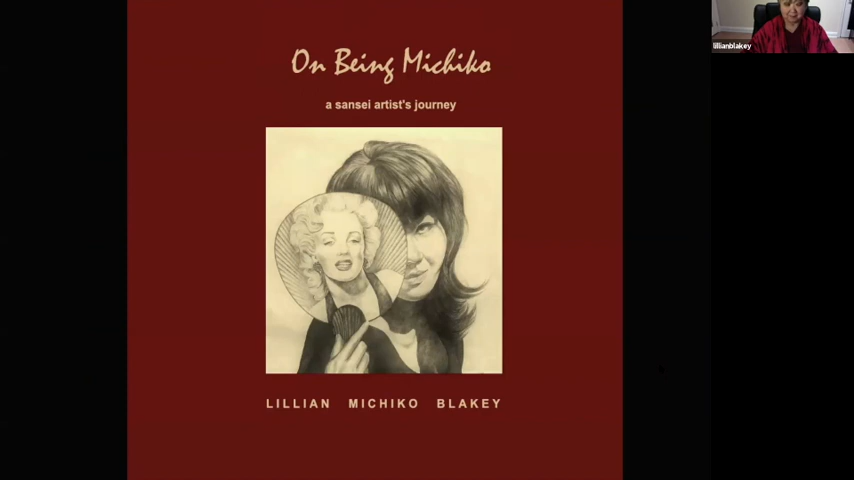 On Being Michiko
a sansei artist's journey
LILLIAN MICHIKO BLAKEY
lillianblakey